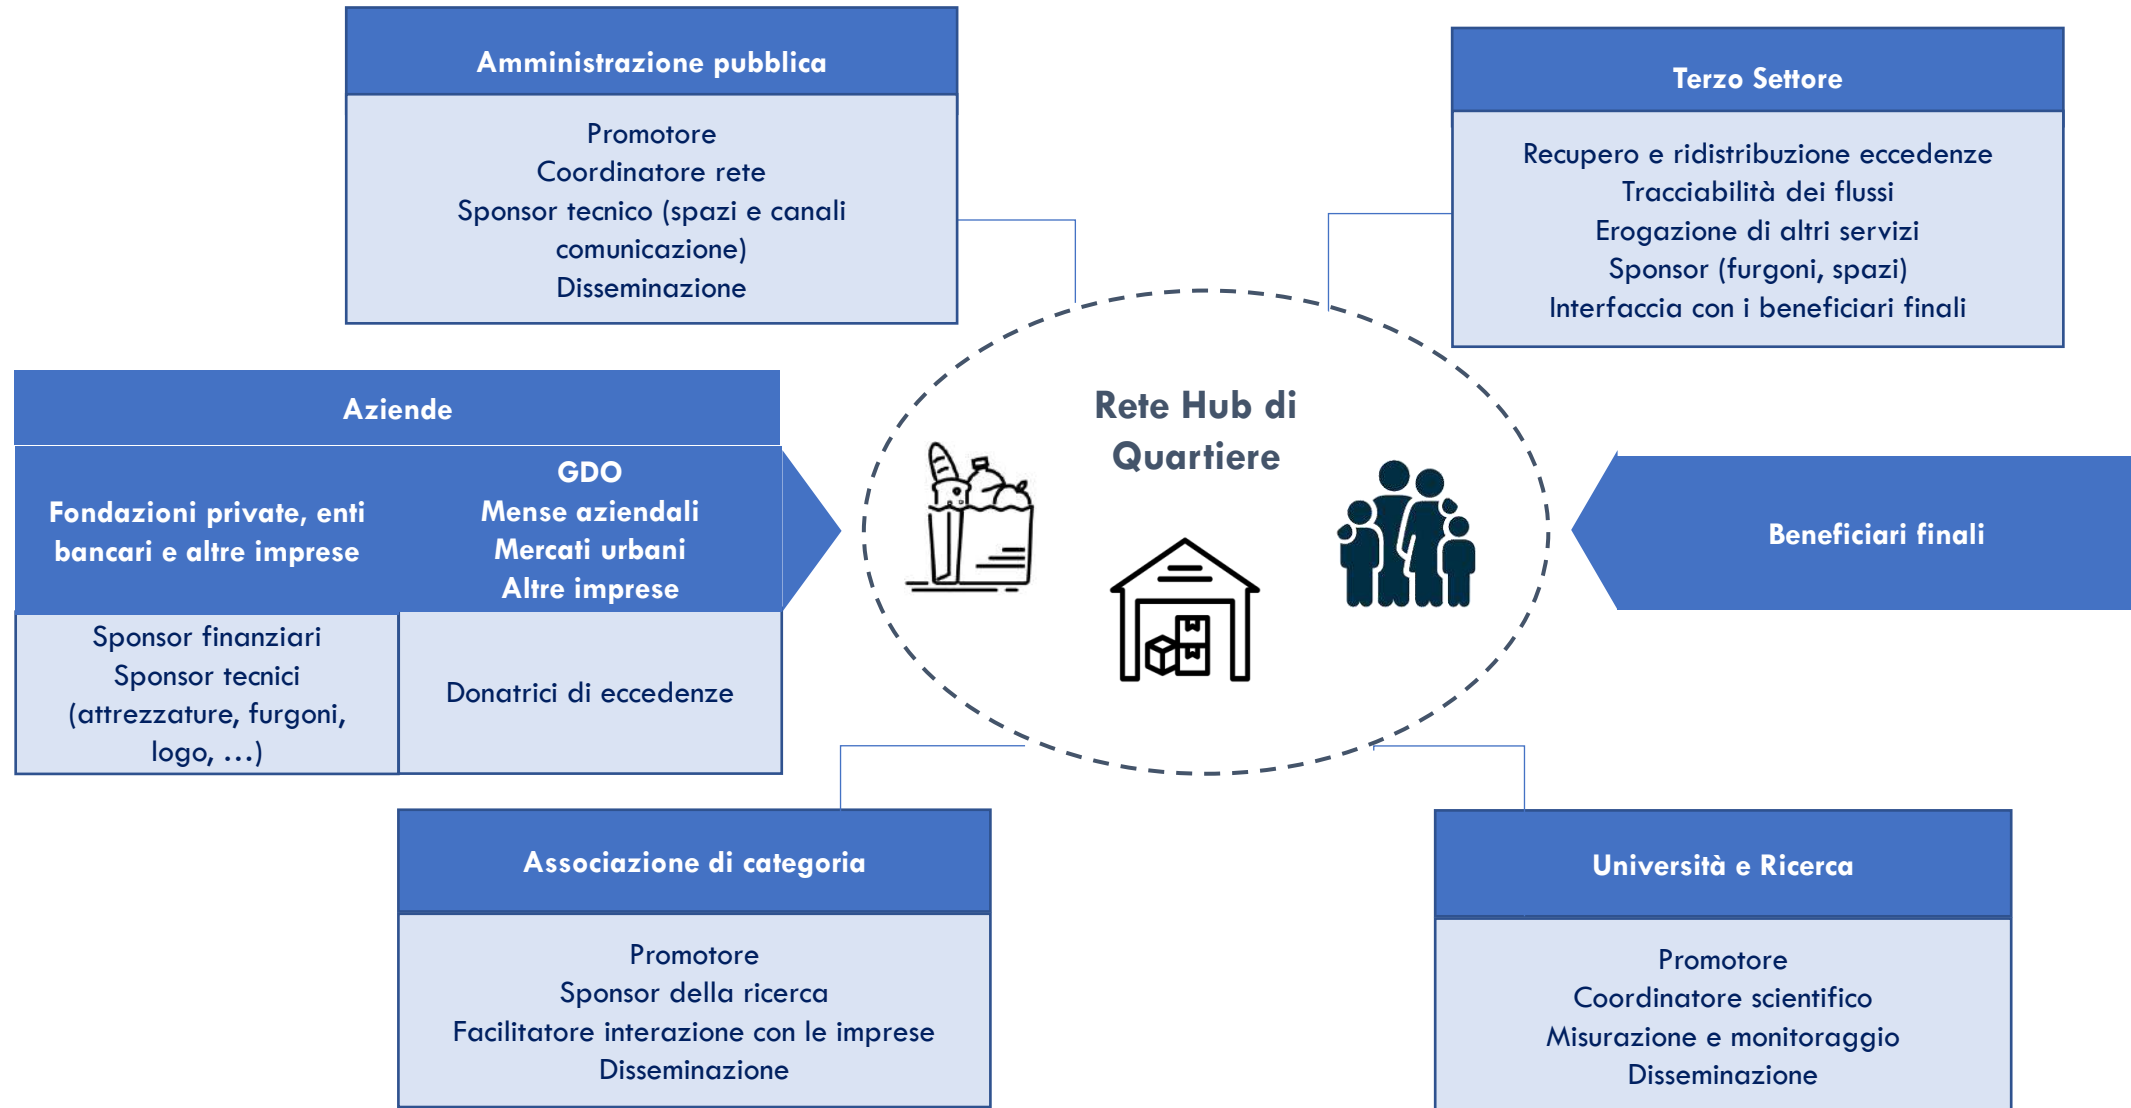 Amministrazione pubblica
Promotore
Coordinatore rete
Sponsor tecnico (spazi e canali
comunicazione)
Disseminazione
Terzo Settore
Recupero e ridistribuzione eccedenze
Tracciabilità dei flussi
Erogazione di altri servizi
Sponsor (furgoni, spazi)
Interfaccia con i beneficiari finali
Aziende
Fondazioni private, enti
bancari e altre imprese
GDO
Mense aziendali
Mercati urbani
Altre imprese
Sponsor finanziari
Sponsor tecnici
(attrezzature, furgoni,
logo, …)
Donatrici di eccedenze
Rete Hub di
Quartiere
Beneficiari finali
Associazione di categoria
Promotore
Sponsor della ricerca
Facilitatore interazione con le imprese
Disseminazione
Università e Ricerca
Promotore
Coordinatore scientifico
Misurazione e monitoraggio
Disseminazione